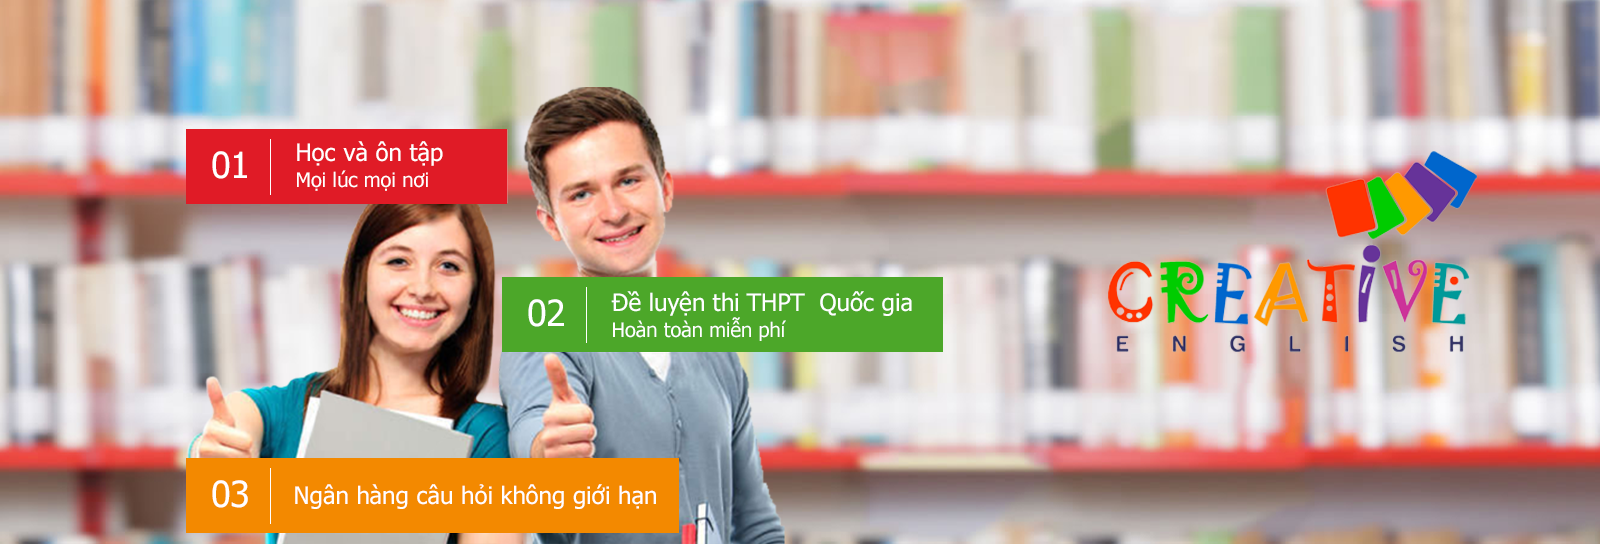 01
Học và ôn tập
Mọi lúc mọi nơi
02
Đề luyện thi THPT Quốc gia
Hoàn toàn miễn phí
03
Ngân hàng câu hỏi không giới hạn
CREATiVE
ENGLISH